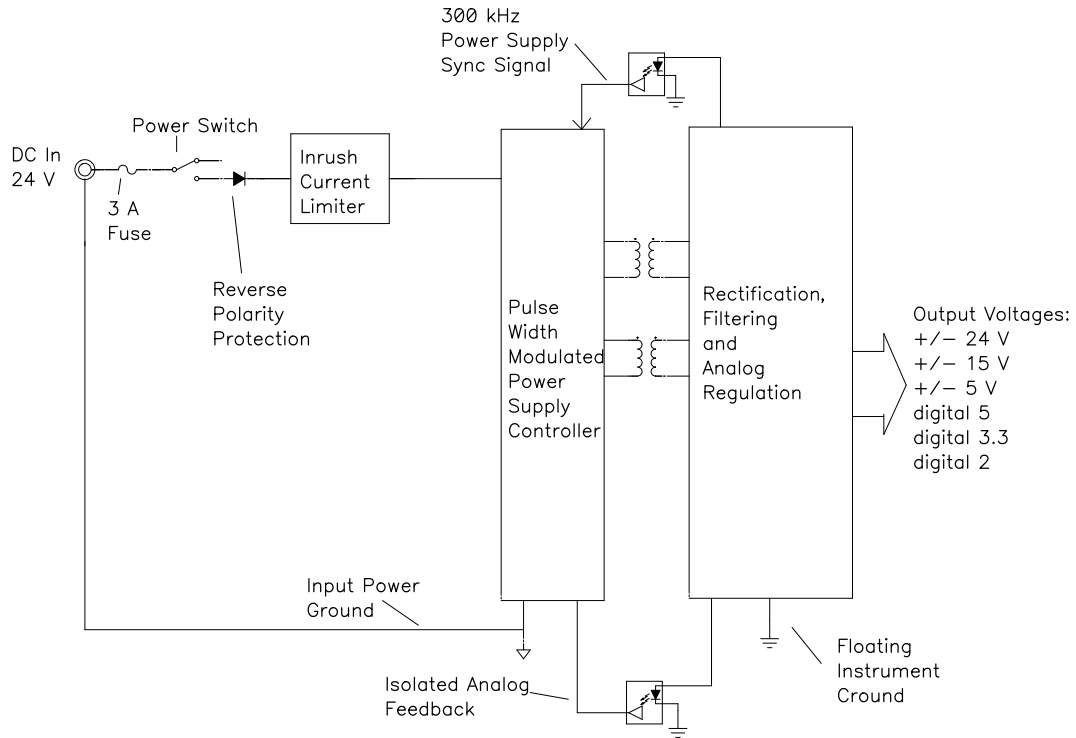 300 kHz
Power Supply
Sync Signal
Power Switch
DC In
24 V
3 A
Fuse
Inrush
Current
Limiter
Reverse
Polarity
Protection
Pulse
Width
Modulated
Power
Supply
Controller
Rectification,
Filtering
and
Analog
Regulation
Output Voltages:
+/- 24 V
+/- 15 V
+/- 5 V
digital 5
digital 3.3
digital 2
Input Power
Ground
Isolated Analog
Feedback
Floating
Instrument
Ground